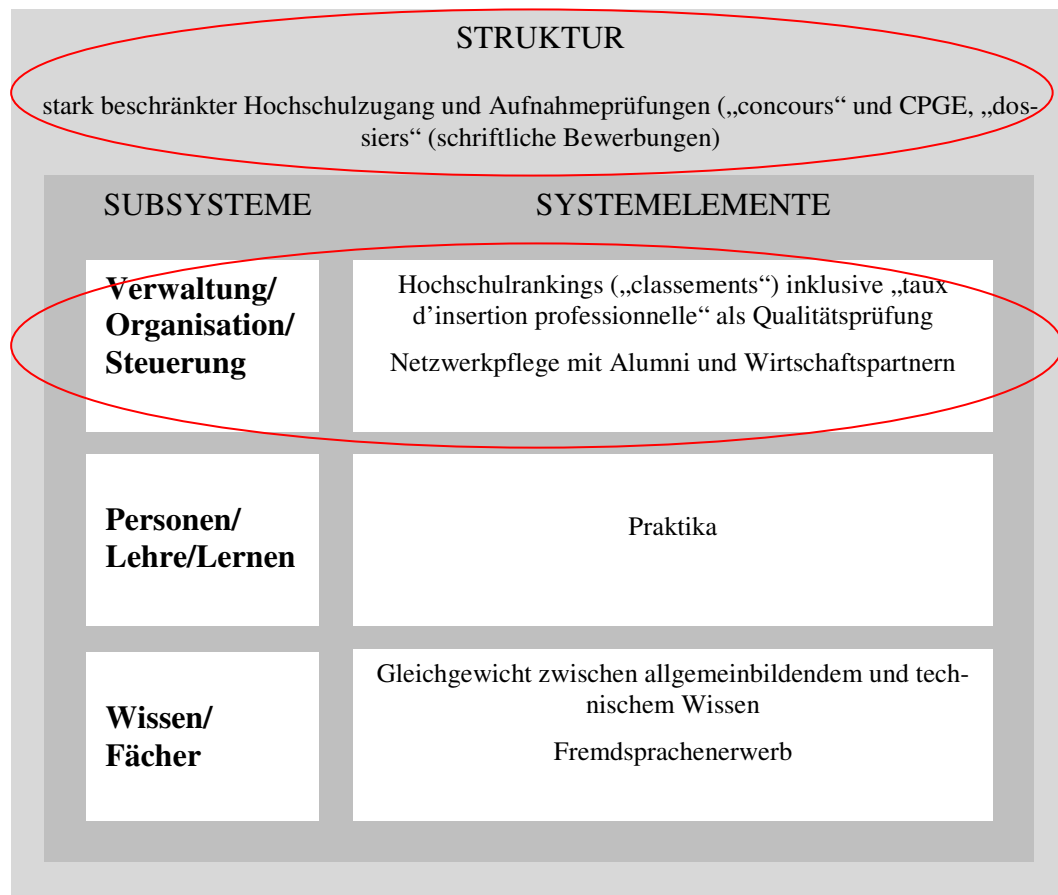 STRUKTUR
stark beschränkter Hochschulzugang und Aufnahmeprüfungen („concours“ und CPGE, „dos-
siers“ (schriftliche Bewerbungen)
SUBSYSTEME
SYSTEMELEMENTE
Verwaltung/
Organisation/
Steuerung
Hochschulrankings („classements“) inklusive „taux
d’insertion professionnelle“ als Qualitätsprüfung
Netzwerkpflege mit Alumni und Wirtschaftspartnern
Personen/
Lehre/Lernen
Praktika
Wissen/
Fächer
Gleichgewicht zwischen allgemeinbildendem und tech-
nischem Wissen
Fremdsprachenerwerb